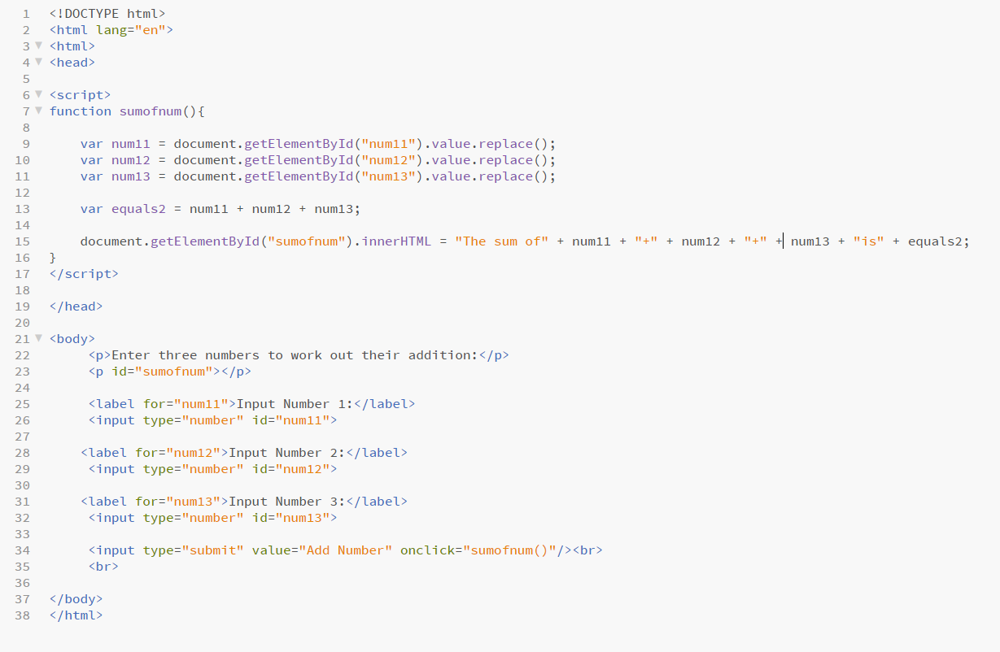 1 <!DOCTYPE html>
2 <html lang="en">
3 <html>
4 <head>
5
6 <script>
7 function sumofnum(){
8
9     var num11 = document.getElementById("num11").value.replace();
10     var num12 = document.getElementById("num12").value.replace();
11     var num13 = document.getElementById("num13").value.replace();
12
13     var equals2 = num11 + num12 + num13;
14
15     document.getElementById("sumofnum").innerHTML = "The sum of" + num11 + "+" + num12 + "+" + num13 + "is" + equals2;
16 }
17 </script>
18
19 </head>
20
21 <body>
22      <p>Enter three numbers to work out their addition:</p>
23      <p id="sumofnum"></p>
24
25      <label for="num11">Input Number 1:</label>
26      <input type="number" id="num11">
27
28     <label for="num12">Input Number 2:</label>
29      <input type="number" id="num12">
30
31     <label for="num13">Input Number 3:</label>
32      <input type="number" id="num13">
33
34      <input type="submit" value="Add Number" onclick="sumofnum()"/><br>
35      <br>
36
37 </body>
38 </html>